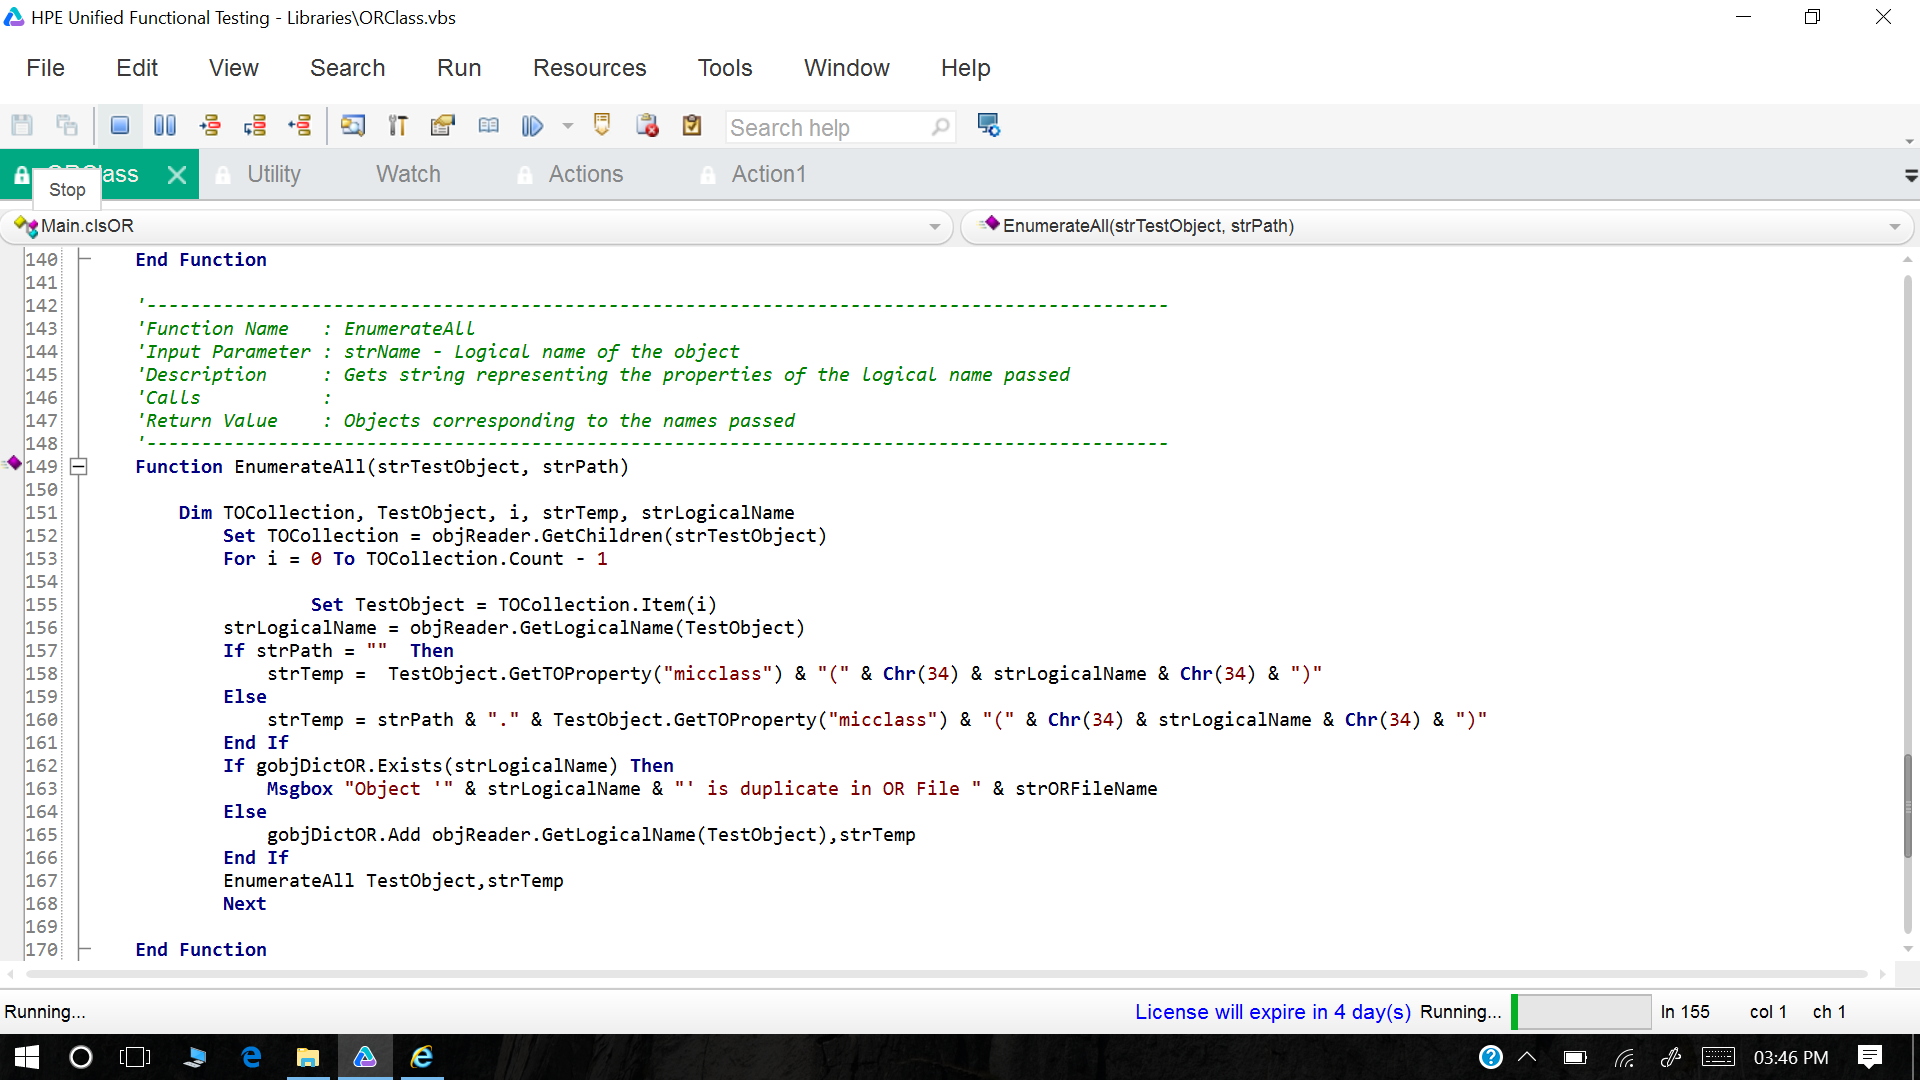 HPE Unified Functional Testing - Libraries\ORClass.vbs
File Edit View Search Run Resources Tools Window Help
Search help
ORClass Utility Watch Actions Action1
Stop
Main.clsOR EnumerateAll(strTestObject, strPath)
140 End Function
141
142 '---------------------------------------------------------------------------------------------
143 'Function Name   : EnumerateAll
144 'Input Parameter : strName - Logical name of the object
145 'Description     : Gets string representing the properties of the logical name passed
146 'Calls           :
147 'Return Value    : Objects corresponding to the names passed
148 '---------------------------------------------------------------------------------------------
149 Function EnumerateAll(strTestObject, strPath)
150
151 Dim TOCollection, TestObject, i, strTemp, strLogicalName
152 Set TOCollection = objReader.GetChildren(strTestObject)
153 For i = 0 To TOCollection.Count - 1
154
155 Set TestObject = TOCollection.Item(i)
156 strLogicalName = objReader.GetLogicalName(TestObject)
157 If strPath = ""  Then
158 strTemp =  TestObject.GetTOProperty("micclass") & "(" & Chr(34) & strLogicalName & Chr(34) & ")"
159 Else
160 strTemp = strPath & "." & TestObject.GetTOProperty("micclass") & "(" & Chr(34) & strLogicalName & Chr(34) & ")"
161 End If
162 If gobjDictOR.Exists(strLogicalName) Then
163 Msgbox "Object '" & strLogicalName & "' is duplicate in OR File " & strORFileName
164 Else
165 gobjDictOR.Add objReader.GetLogicalName(TestObject),strTemp
166 End If
167 EnumerateAll TestObject,strTemp
168 Next
169
170 End Function
Running... License will expire in 4 day(s) Running... ln 155 col 1 ch 1
03:46 PM